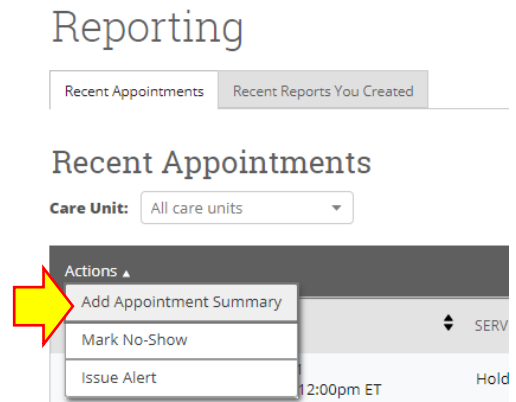 Reporting
Recent Appointments Recent Reports You Created
Recent Appointments
Care Unit: All care units
Actions
Add Appointment Summary
SERV
Mark No-Show
Issue Alert
12:00pm ET
Hold